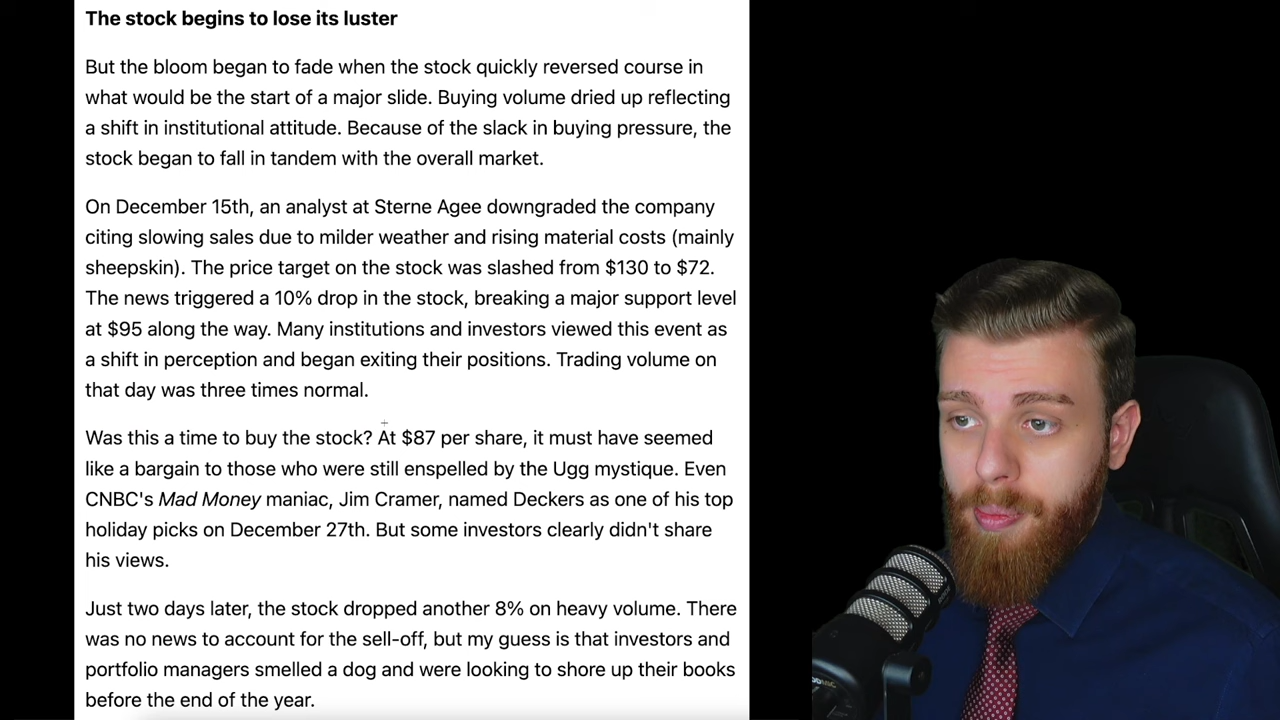 The stock begins to lose its luster
But the bloom began to fade when the stock quickly reversed course in
what would be the start of a major slide. Buying volume dried up reflecting
a shift in institutional attitude. Because of the slack in buying pressure, the
stock began to fall in tandem with the overall market.
On December 15th, an analyst at Sterne Agee downgraded the company
citing slowing sales due to milder weather and rising material costs (mainly
sheepskin). The price target on the stock was slashed from $130 to $72.
The news triggered a 10% drop in the stock, breaking a major support level
at $95 along the way. Many institutions and investors viewed this event as
a shift in perception and began exiting their positions. Trading volume on
that day was three times normal.
Was this a time to buy the stock? At $87 per share, it must have seemed
like a bargain to those who were still enspelled by the Ugg mystique. Even
CNBC's Mad Money maniac, Jim Cramer, named Deckers as one of his top
holiday picks on December 27th. But some investors clearly didn't share
his views.
Just two days later, the stock dropped another 8% on heavy volume. There
was no news to account for the sell-off, but my guess is that investors and
portfolio managers smelled a dog and were looking to shore up their books
before the end of the year.